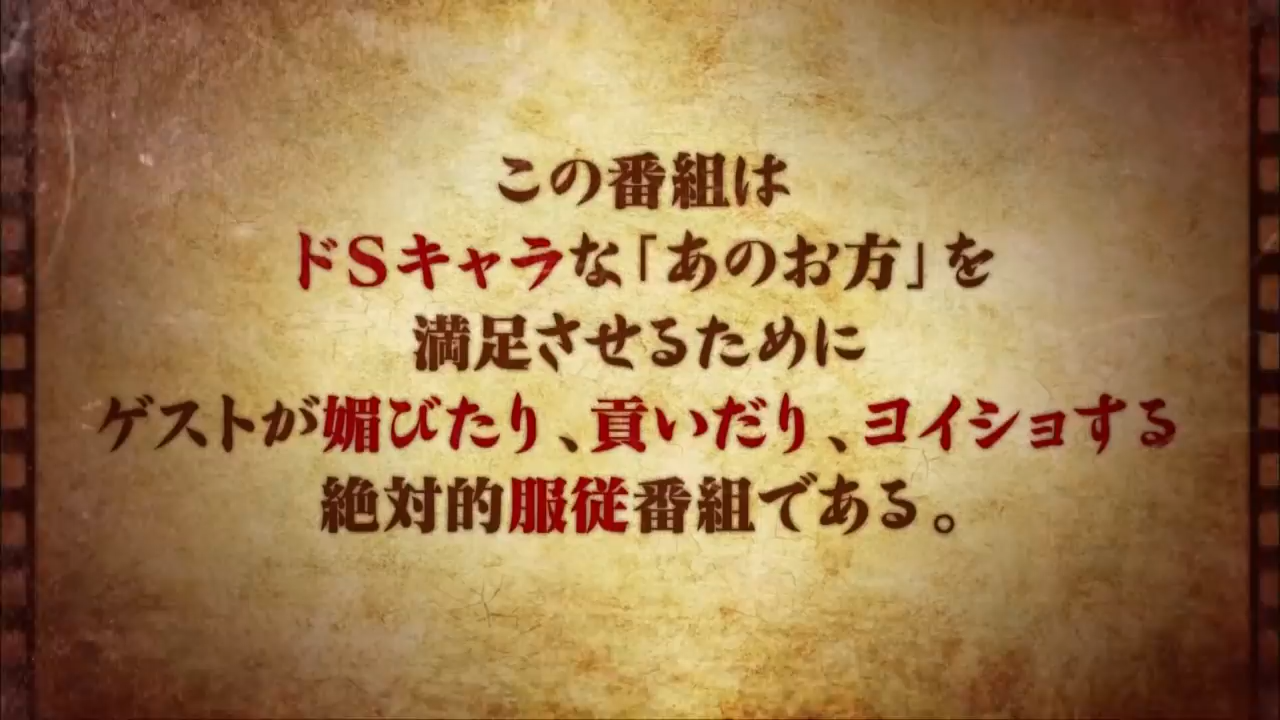 この番組は
ドSキャラな「あのお方」を
満足させるために
ゲストが媚びたり、貢いだり、ヨイショする
絶対的服従番組である。